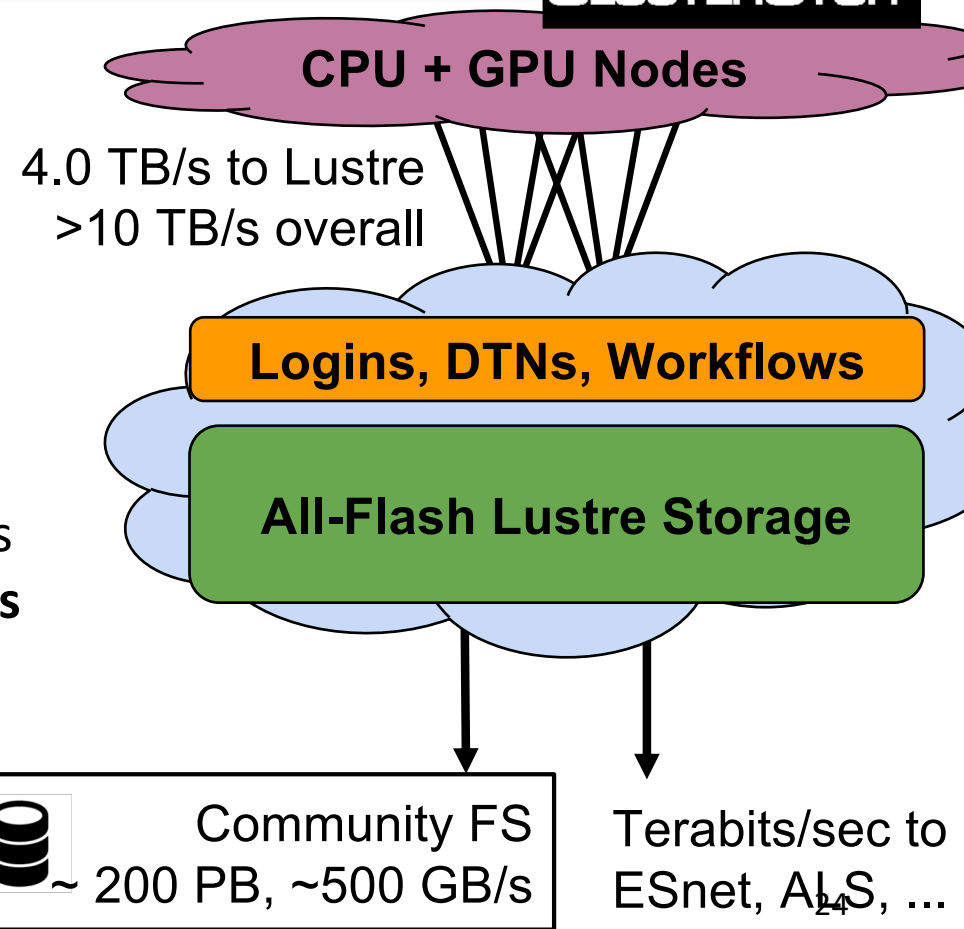 CPU + GPU Nodes
4.0 TB/s to Lustre
>10 TB/s overall
Logins, DTNs, Workflows
All-Flash Lustre Storage
s
s
Community FS
~ 200 PB, ~500 GB/s
Terabits/sec to
ESnet, ALS, ...
24